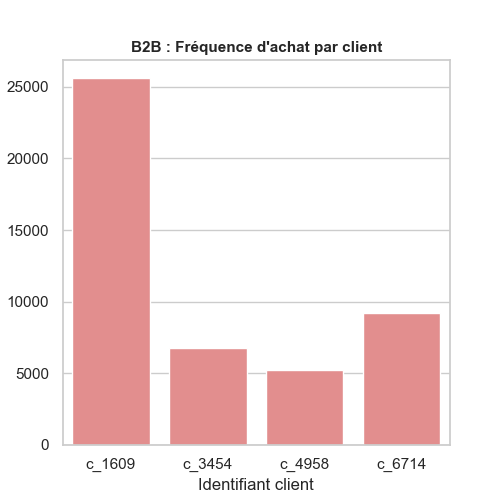 B2B : Fréquence d'achat par client
25000
20000
15000
10000
5000
0
c_1609 c_3454 c_4958 c_6714
Identifiant client